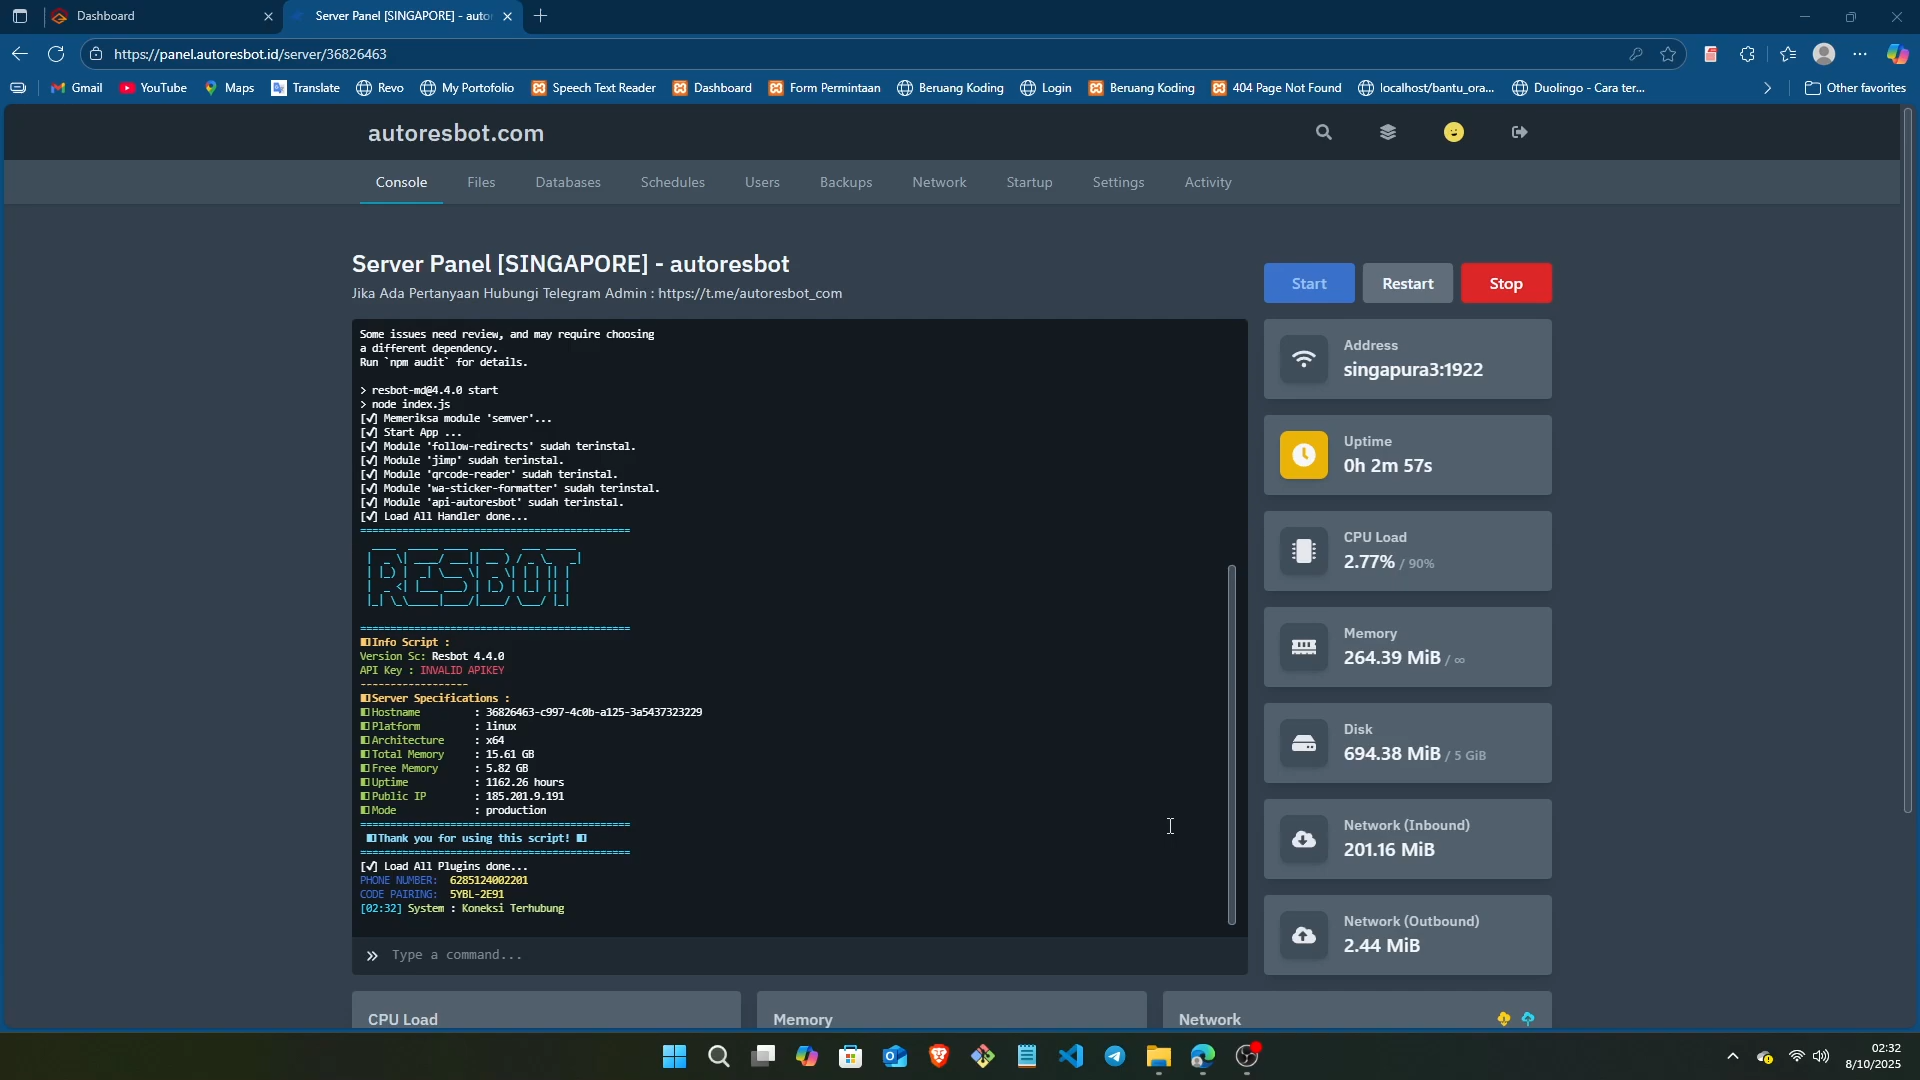 Dashboard
Server Panel [SINGAPORE] - auto
https://panel.autoresbot.id/server/36826463
Gmail
YouTube
Maps
Translate
Revo
My Portofolio
Speech Text Reader
Dashboard
Form Permintaan
Beruang Koding
Login
Beruang Koding
404 Page Not Found
localhost/bantu_ora...
Duolingo - Cara ter...
Other favorites
autoresbot.com
Console
Files
Databases
Schedules
Users
Backups
Network
Startup
Settings
Activity
Server Panel [SINGAPORE] - autoresbot
Jika Ada Pertanyaan Hubungi Telegram Admin : https://t.me/autoresbot_com
Start
Restart
Stop
Some issues need review, and may require choosing
a different dependency.
Run `npm audit` for details.
> resbot-md@4.4.0 start
> node index.js
[✔] Memeriksa module 'semver'...
[✔] Start App ...
[✔] Module 'follow-redirects' sudah terinstal.
[✔] Module 'jimp' sudah terinstal.
[✔] Module 'qrcode-reader' sudah terinstal.
[✔] Module 'wa-sticker-formatter' sudah terinstal.
[✔] Module 'api-autoresbot' sudah terinstal.
[✔] Load All Handler done...
RESBOT
Info Script :
Version Sc: Resbot 4.4.0
API Key : INVALID APIKEY
------------------
Server Specifications :
Hostname : 36826463-c997-4c0b-a125-3a5437323229
Platform : linux
Architecture : x64
Total Memory : 15.61 GB
Free Memory : 5.82 GB
Uptime : 1162.26 hours
Public IP : 185.201.9.191
Mode : production
Thank you for using this script!
[✔] Load All Plugins done...
PHONE NUMBER: 6285124002201
CODE PAIRING: 5YBL-2E91
[02:32] System : Koneksi Terhubung
» Type a command...
Address
singapura3:1922
Uptime
0h 2m 57s
CPU Load
2.77% / 90%
Memory
264.39 MiB / ∞
Disk
694.38 MiB / 5 GiB
Network (Inbound)
201.16 MiB
Network (Outbound)
2.44 MiB
CPU Load
Memory
Network
02:32
8/10/2025